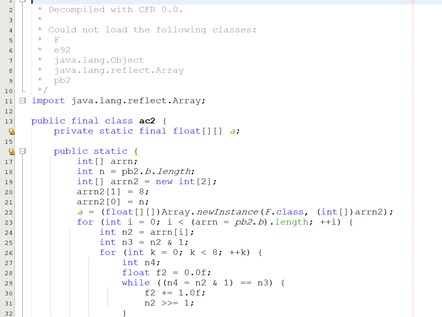 2 * Decompiled with CFR 0.0.
3 *
4 * Could not load the following classes:
5 *  F
6 *  e92
7 *  java.lang.Object
8 *  java.lang.reflect.Array
9 *  pb2
10 */
11 import java.lang.reflect.Array;
12
13 public final class ac2 {
private static final float[][] a;
15
public static {
17 int[] arrn;
18 int n = pb2.b.length;
19 int[] arrn2 = new int[2];
20 arrn2[1] = 8;
21 arrn2[0] = n;
22 a = (float[][])Array.newInstance(F.class, (int[])arrn2);
23 for (int i = 0; i < (arrn = pb2.b).length; ++i) {
24 int n2 = arrn[i];
25 int n3 = n2 & 1;
26 for (int k = 0; k < 8; ++k) {
27 int n4;
28 float f2 = 0.0f;
29 while ((n4 = n2 & 1) == n3) {
30 f2 += 1.0f;
31 n2 >>= 1;
32 }